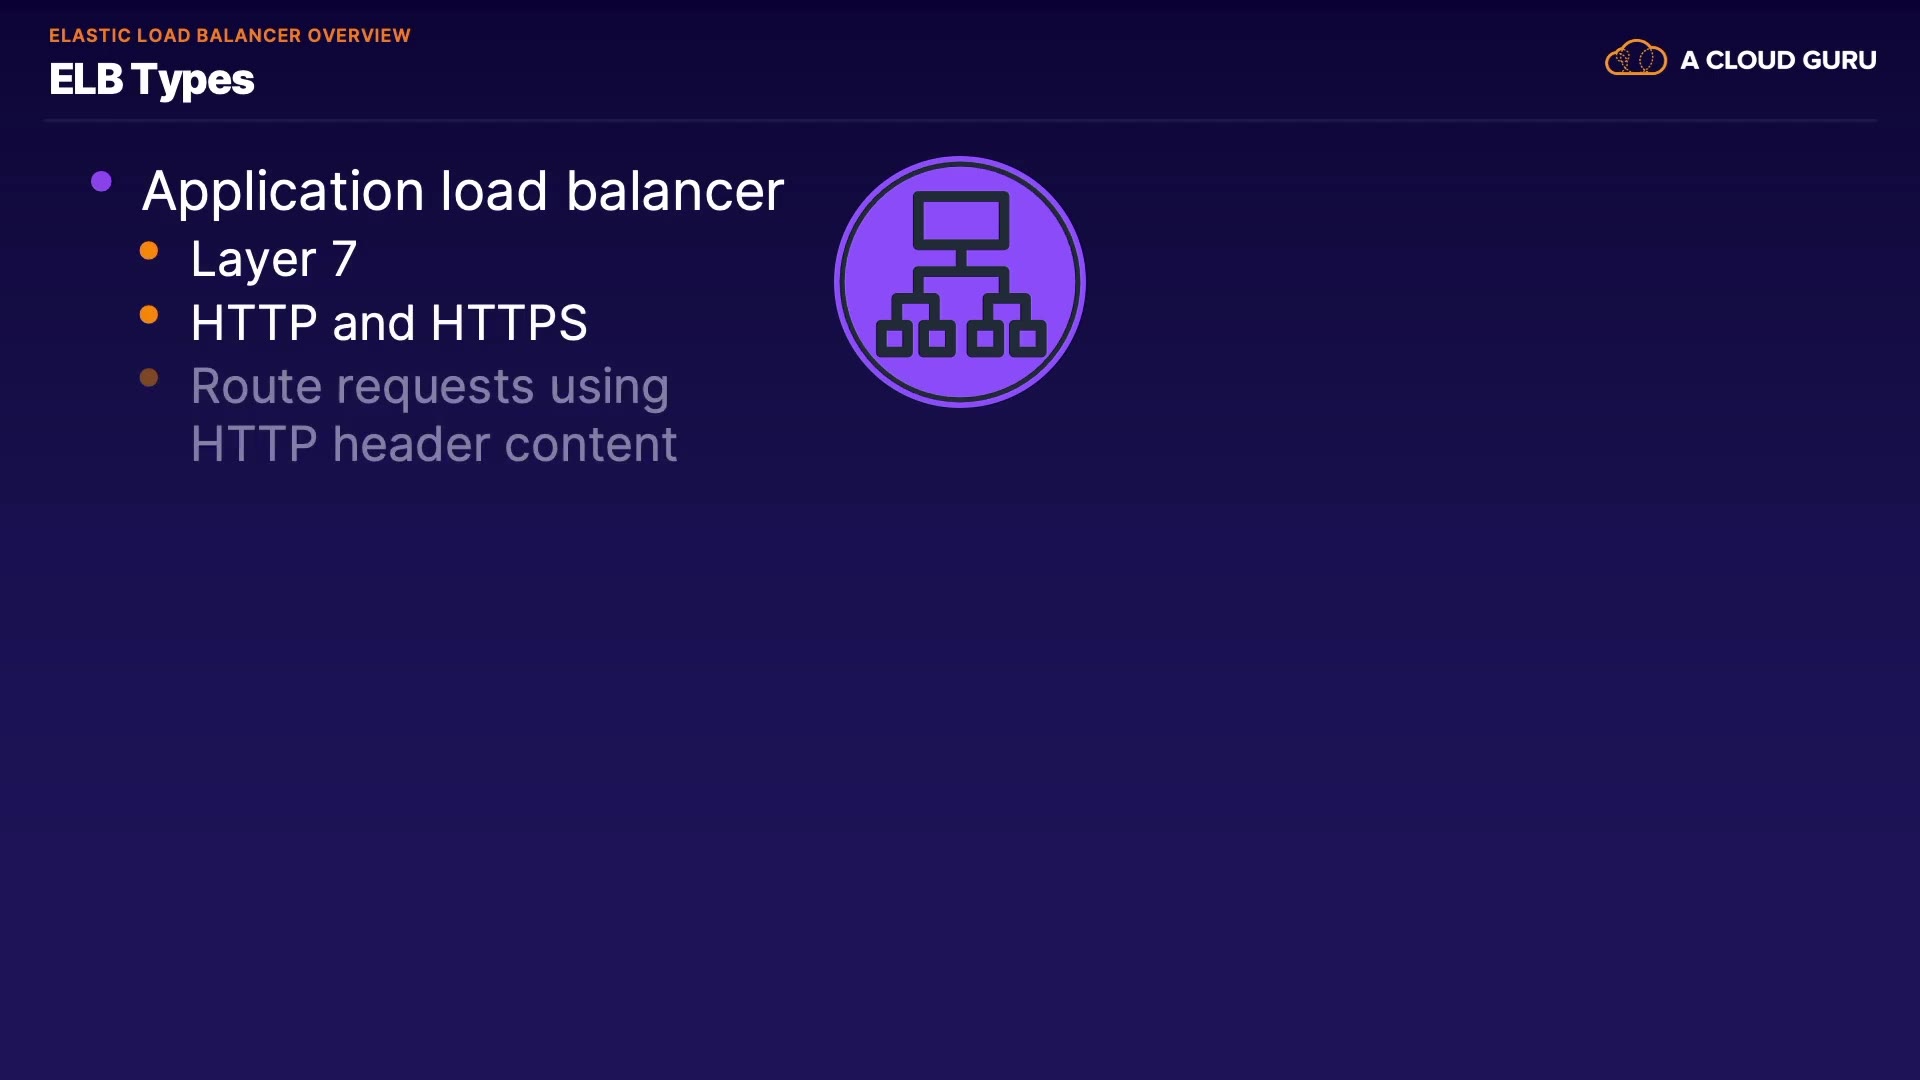 ELASTIC LOAD BALANCER OVERVIEW
ELB Types
A CLOUD GURU
Application load balancer
Layer 7
HTTP and HTTPS
Route requests using
HTTP header content